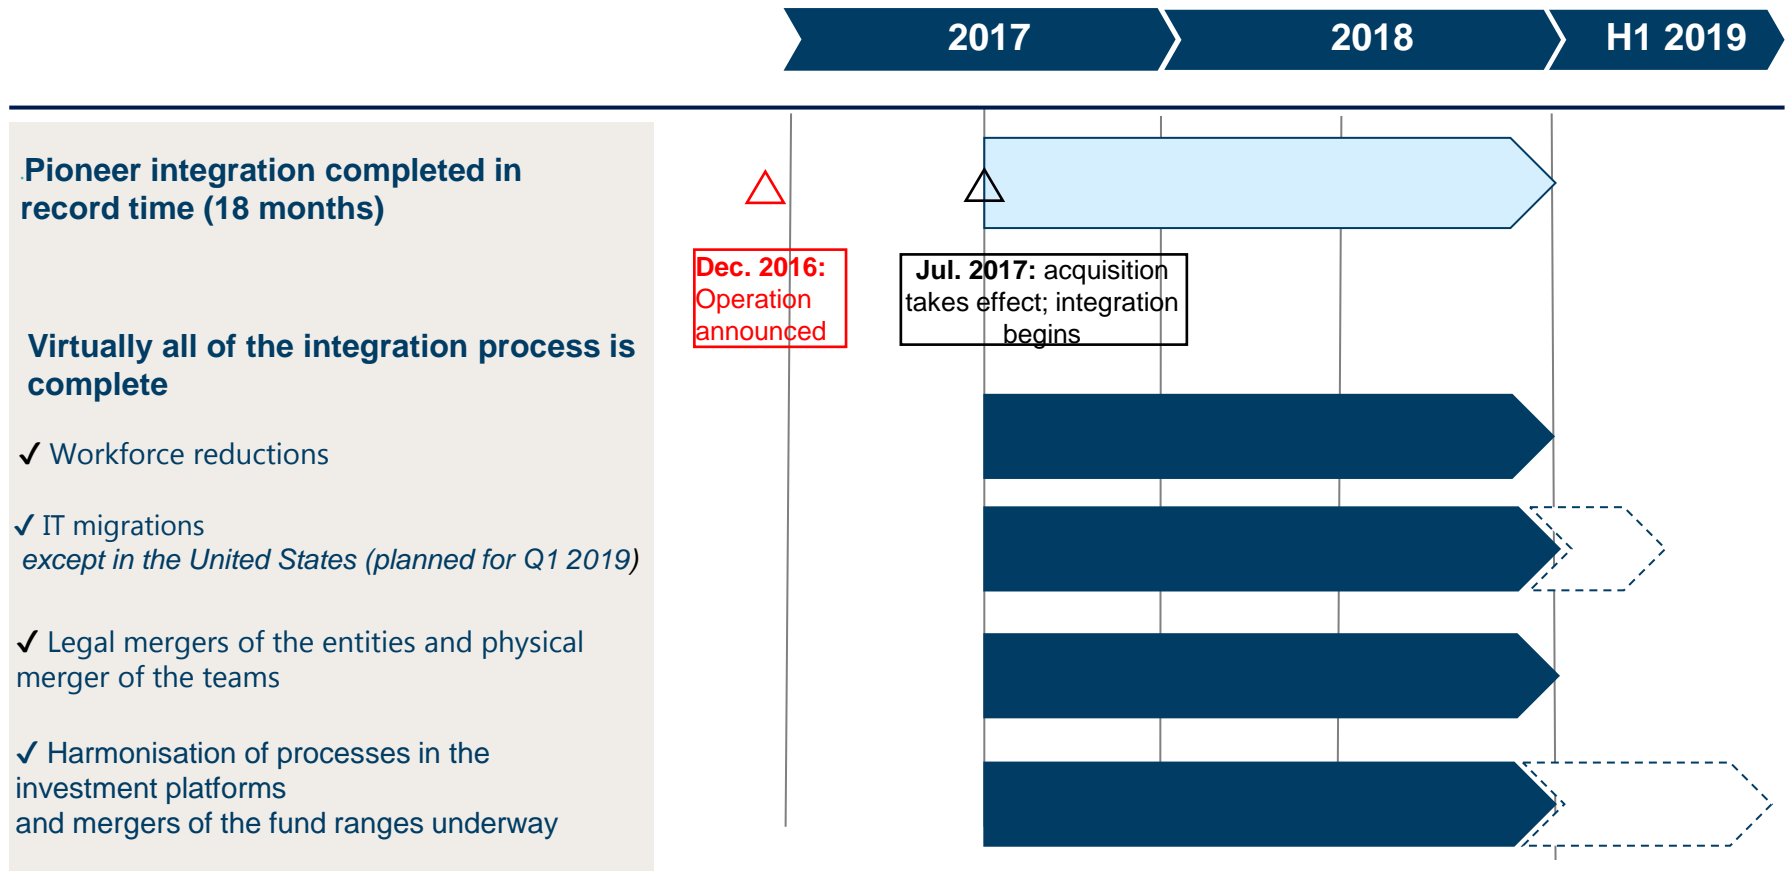 2017
2018
H1 2019
Pioneer integration completed in
record time (18 months)
Dec. 2016:
Operation
announced
Jul. 2017: acquisition
takes effect; integration
begins
Virtually all of the integration process is
complete
✓ Workforce reductions
✓ IT migrations
except in the United States (planned for Q1 2019)
✓ Legal mergers of the entities and physical
merger of the teams
✓ Harmonisation of processes in the
investment platforms
and mergers of the fund ranges underway